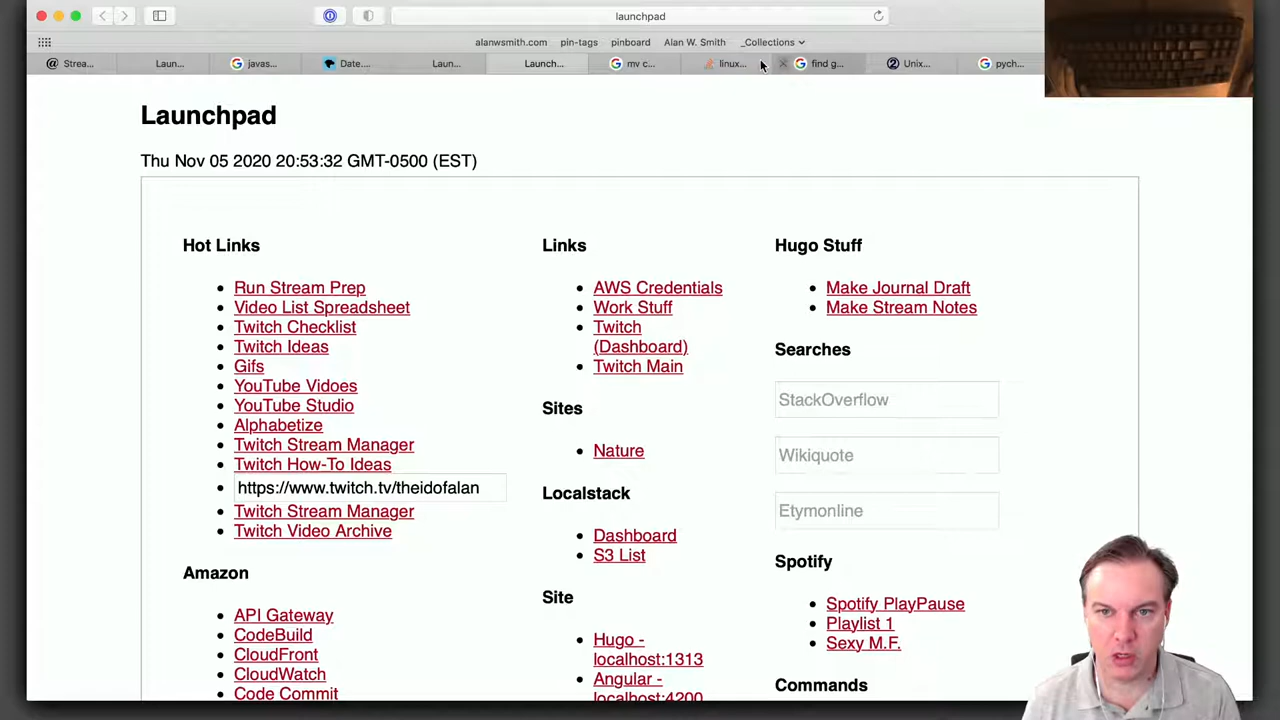 launchpad
alanwsmith.com pin-tags pinboard Alan W. Smith _Collections
@ Strea... Laun... javas... Date.... Laun... Launch... mv c... linux... find g... Unix... pych...
Launchpad
Thu Nov 05 2020 20:53:32 GMT-0500 (EST)
Hot Links
Run Stream Prep
Video List Spreadsheet
Twitch Checklist
Twitch Ideas
Gifs
YouTube Vidoes
YouTube Studio
Alphabetize
Twitch Stream Manager
Twitch How-To Ideas
https://www.twitch.tv/theidofalan
Twitch Stream Manager
Twitch Video Archive
Amazon
API Gateway
CodeBuild
CloudFront
CloudWatch
Code Commit
Links
AWS Credentials
Work Stuff
Twitch
(Dashboard)
Twitch Main
Sites
Nature
Localstack
Dashboard
S3 List
Site
Hugo -
localhost:1313
Angular -
localhost:4200
Hugo Stuff
Make Journal Draft
Make Stream Notes
Searches
StackOverflow
Wikiquote
Etymonline
Spotify
Spotify PlayPause
Playlist 1
Sexy M.F.
Commands